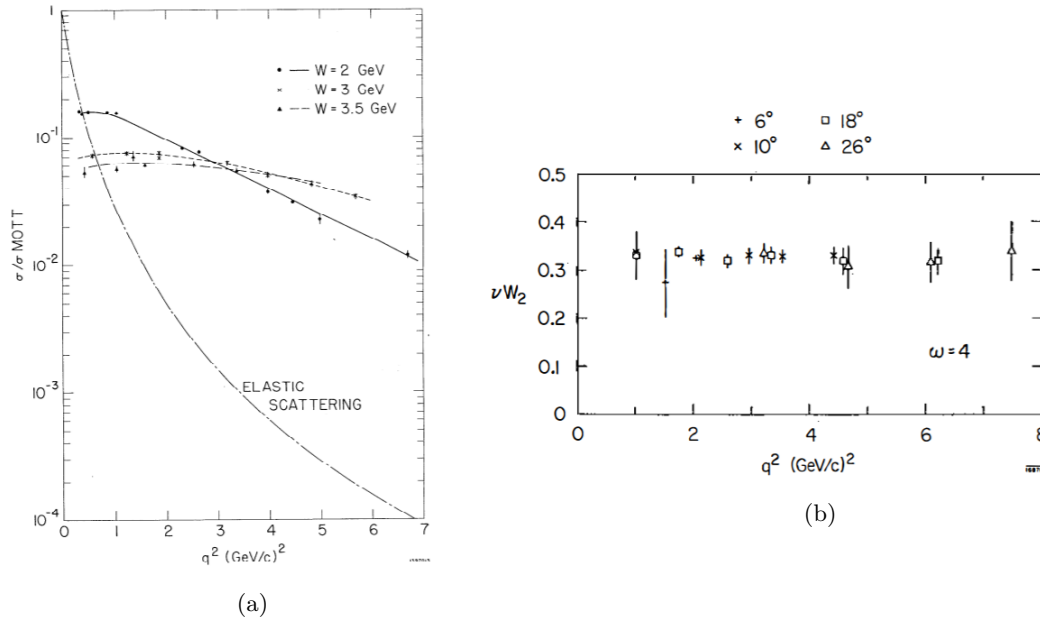 1
10⁻¹
10⁻²
10⁻³
10⁻⁴
σ/σ MOTT
W = 2 GeV
W = 3 GeV
W = 3.5 GeV
ELASTIC
SCATTERING
0 1 2 3 4 5 6 7
q² (GeV/c)²
(a)
6° 18°
10° 26°
0.5
0.4
0.3
0.2
0.1
0
νW₂
ω = 4
0 2 4 6 8
q² (GeV/c)²
(b)